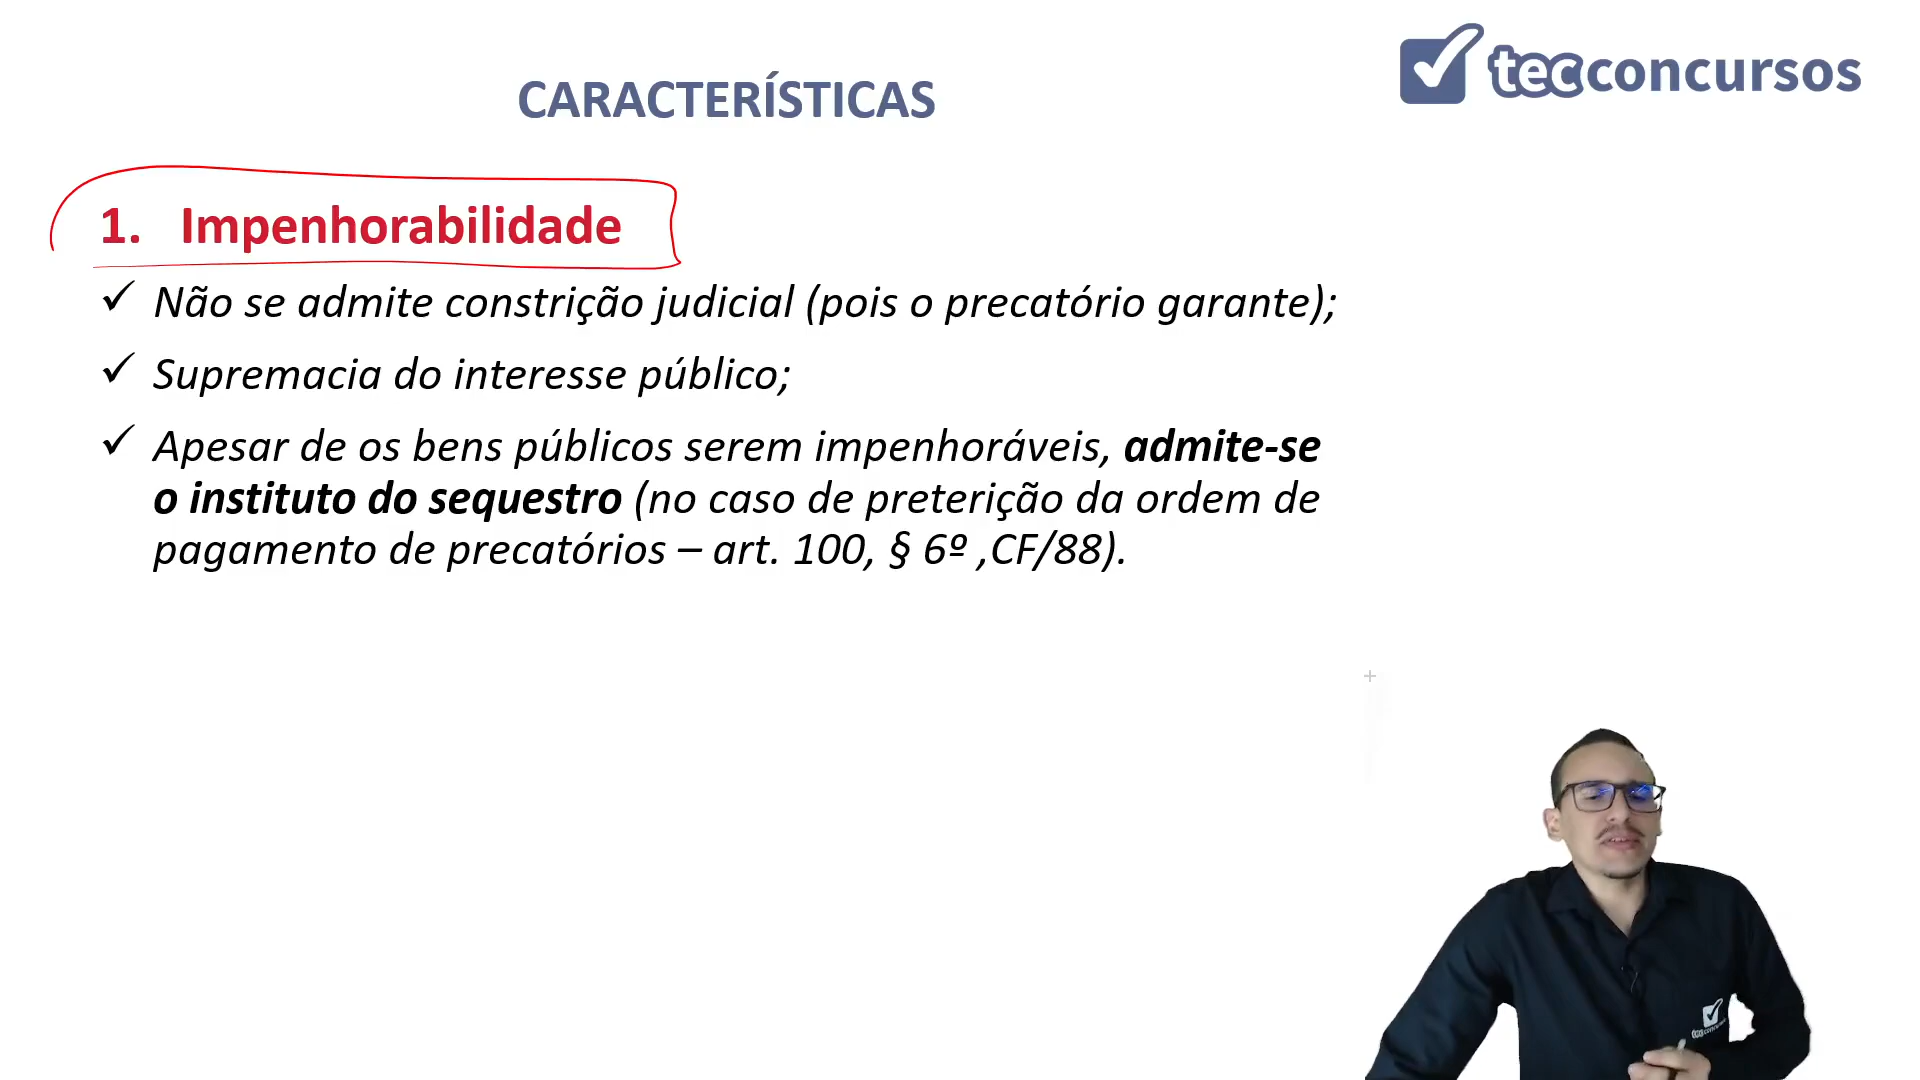 CARACTERÍSTICAS
tecconcursos
1. Impenhorabilidade
✓ Não se admite constrição judicial (pois o precatório garante);
✓ Supremacia do interesse público;
✓ Apesar de os bens públicos serem impenhoráveis, admite-se
o instituto do sequestro (no caso de preterição da ordem de
pagamento de precatórios – art. 100, § 6º ,CF/88).
tecconcursos